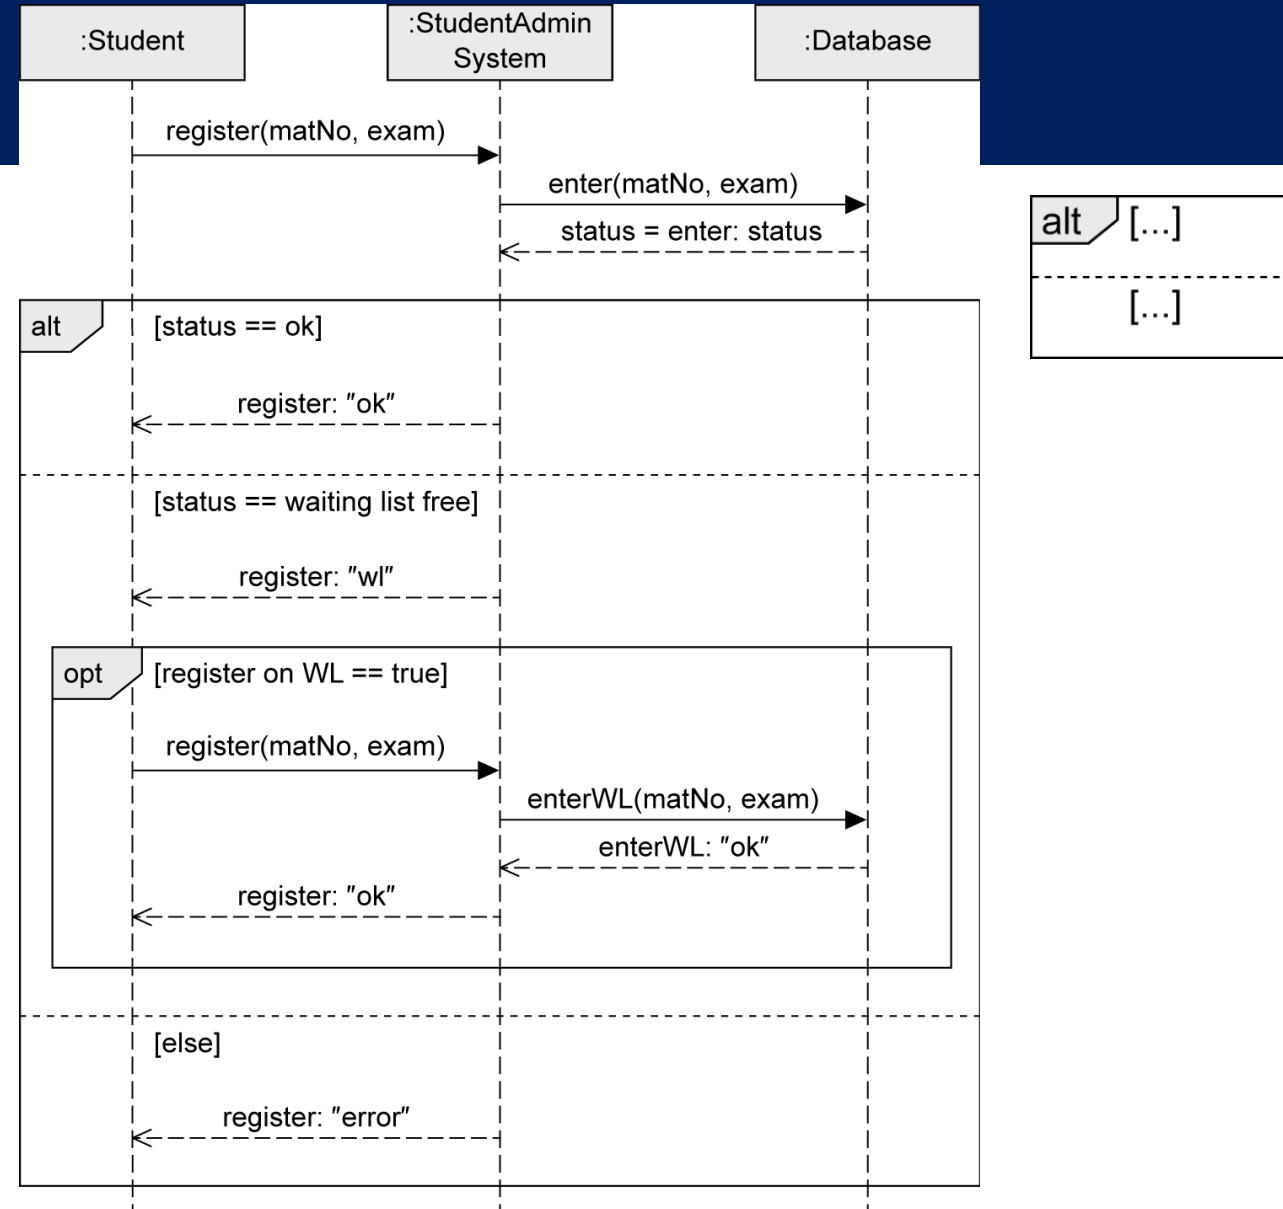 :Student
:StudentAdmin
System
:Database
register(matNo, exam)
enter(matNo, exam)
status = enter: status
alt
[...]
[...]
alt
[status == ok]
register: "ok"
[status == waiting list free]
register: "wl"
opt
[register on WL == true]
register(matNo, exam)
enterWL(matNo, exam)
enterWL: "ok"
register: "ok"
[else]
register: "error"